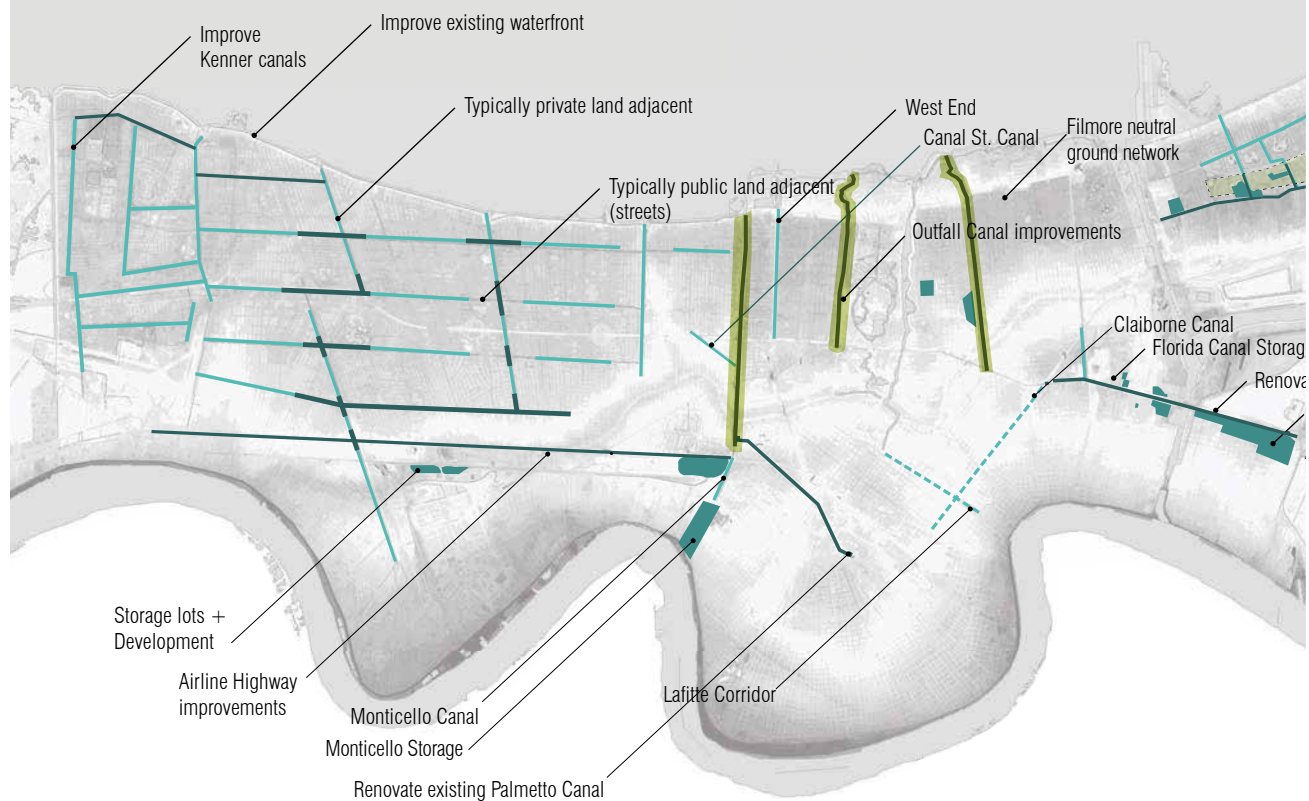 Improve
Kenner canals
Improve existing waterfront
Typically private land adjacent
West End
Canal St. Canal
Filmore neutral
ground network
Typically public land adjacent
(streets)
Outfall Canal improvements
Claiborne Canal
Florida Canal
Storage lots +
Development
Airline Highway
improvements
Monticello Canal
Monticello Storage
Lafitte Corridor
Renovate existing Palmetto Canal